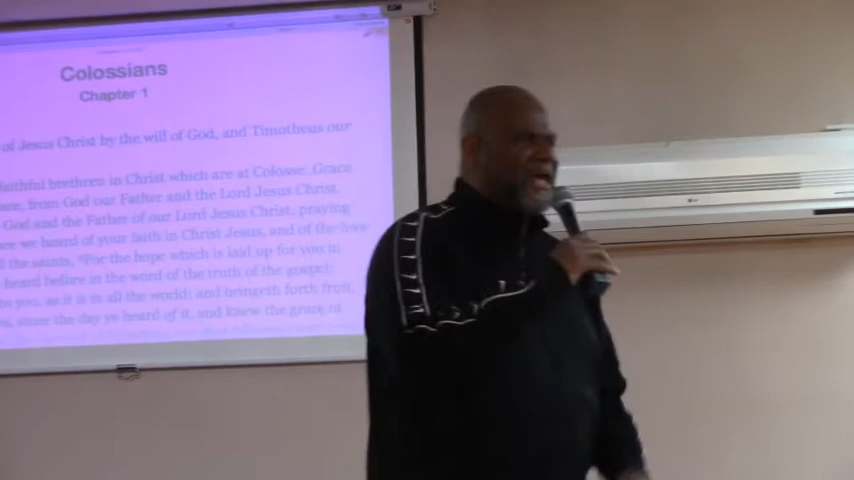 Colossians
Chapter 1
of Jesus Christ by the will of God, and Timotheus our
faithful brethren in Christ which are at Colosse: Grace
ace, from God our Father and the Lord Jesus Christ.
God and the Father of our Lord Jesus Christ, praying
we heard of your faith in Christ Jesus, and of the love
ll the saints, ⁵For the hope which is laid up for you in
heard before in the word of the truth of the gospel;
to you, as it is in all the world; and bringeth forth fruit,
since the day ye heard of it, and knew the grace of